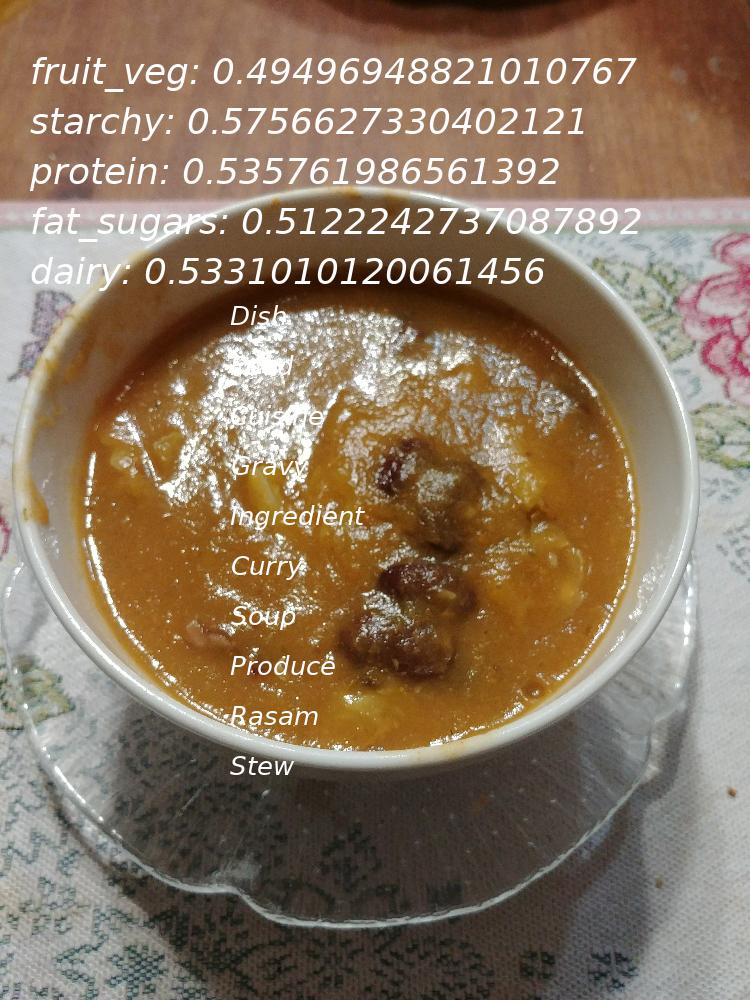 fruit_veg: 0.49496948821010767
starchy: 0.5756627330402121
protein: 0.535761986561392
fat_sugars: 0.5122242737087892
dairy: 0.5331010120061456
Dish
Food
Cuisine
Gravy
Ingredient
Curry
Soup
Produce
Rasam
Stew